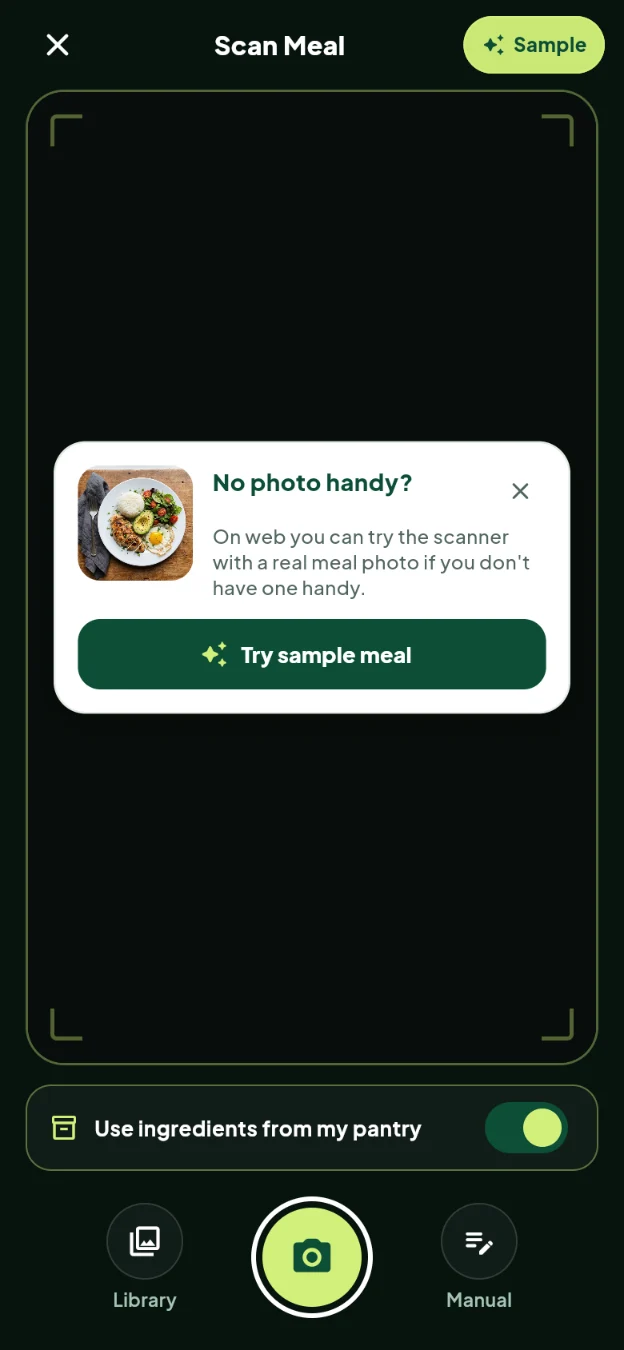 Scan Meal
Sample
No photo handy?
On web you can try the scanner
with a real meal photo if you don't
have one handy.
Try sample meal
Use ingredients from my pantry
Library
Manual